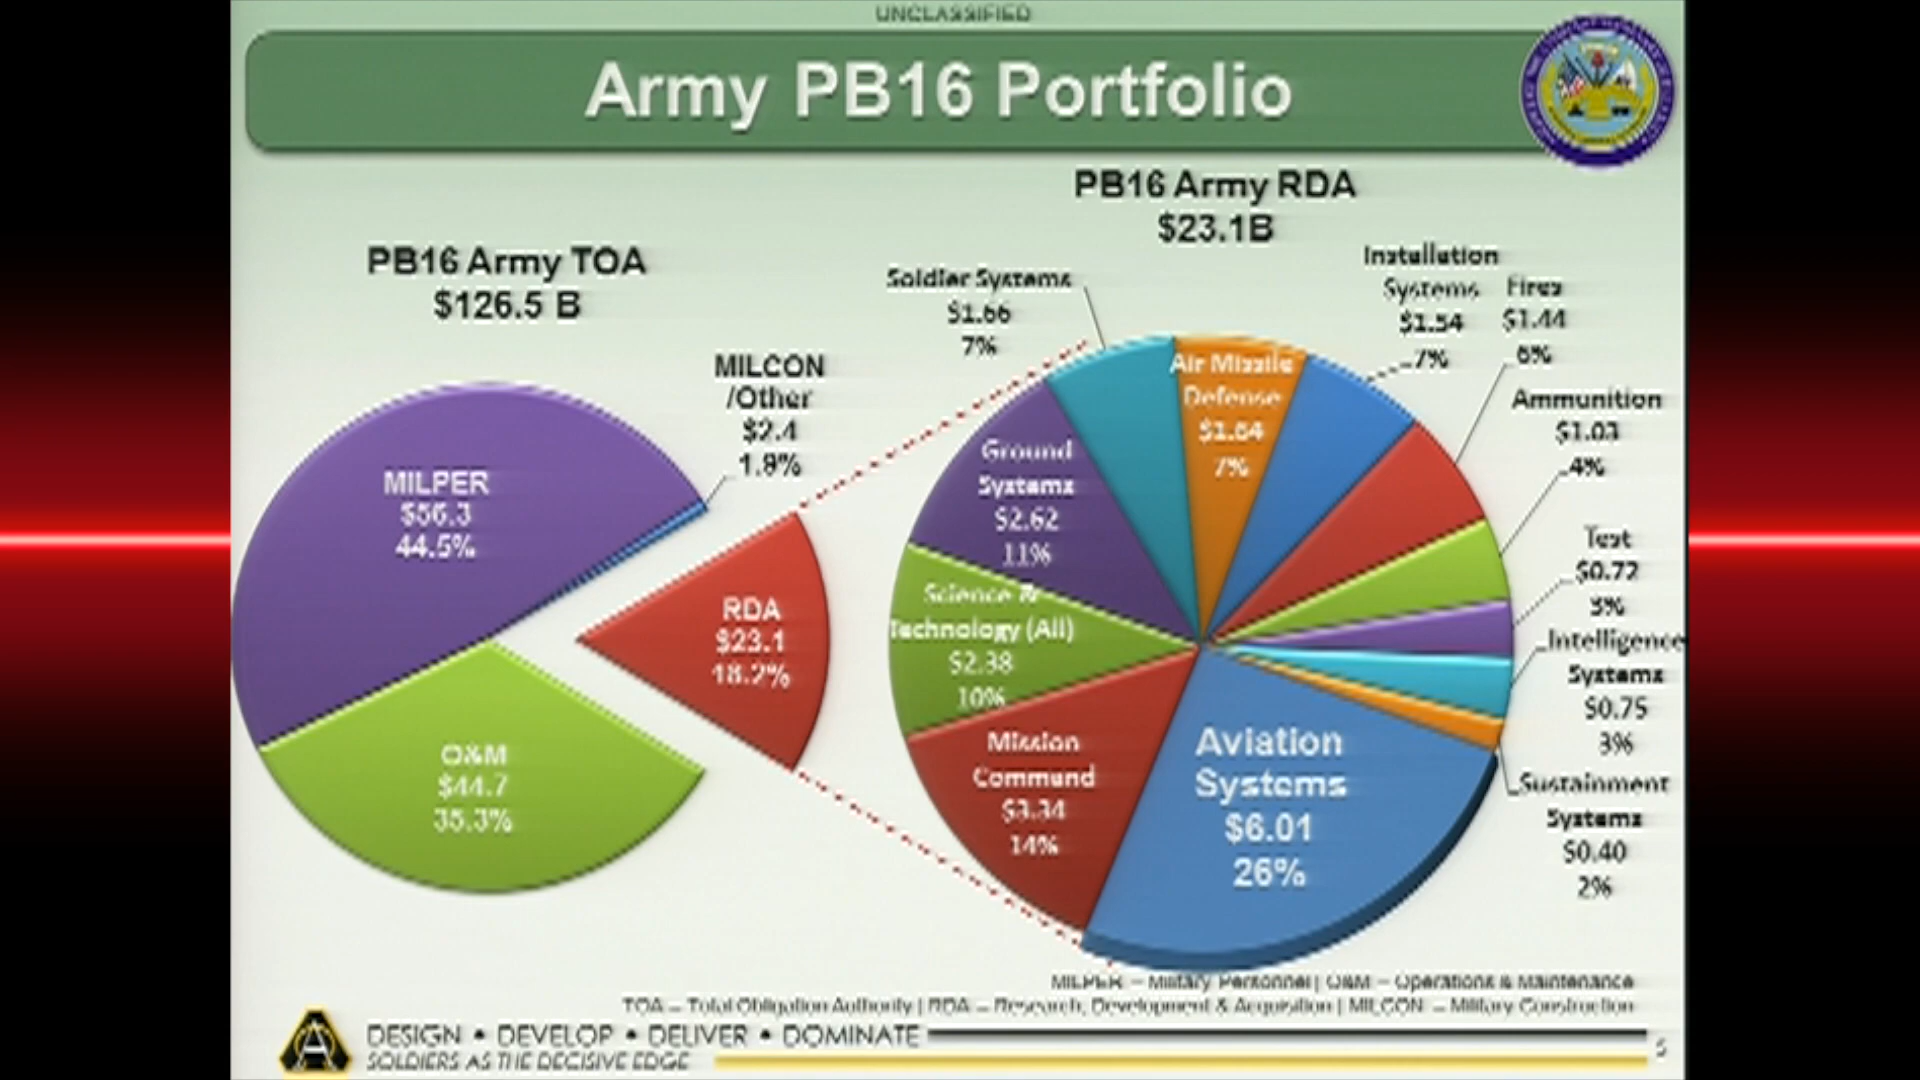 UNCLASSIFIED
Army PB16 Portfolio
PB16 Army TOA
$126.5 B
MILPER
$56.3
44.5%
MILCON
/Other
$2.4
1.9%
RDA
$23.1
18.2%
O&M
$44.7
35.3%
PB16 Army RDA
$23.1B
Soldier Systems
$1.66
7%
Air Missile
Defense
$1.64
7%
Installation
Systems
$1.54
7%
Fires
$1.44
6%
Ammunition
$1.03
4%
Test
$0.72
3%
Intelligence
Systems
$0.75
3%
Sustainment
Systems
$0.40
2%
Aviation
Systems
$6.01
26%
Mission
Command
$3.34
14%
Science &
Technology (All)
$2.38
10%
Ground
Systems
$2.62
11%
MILPER – Military Personnel | O&M – Operations & Maintenance
TOA – Total Obligation Authority | RDA – Research, Development & Acquisition | MILCON – Military Construction
DESIGN • DEVELOP • DELIVER • DOMINATE
SOLDIERS AS THE DECISIVE EDGE